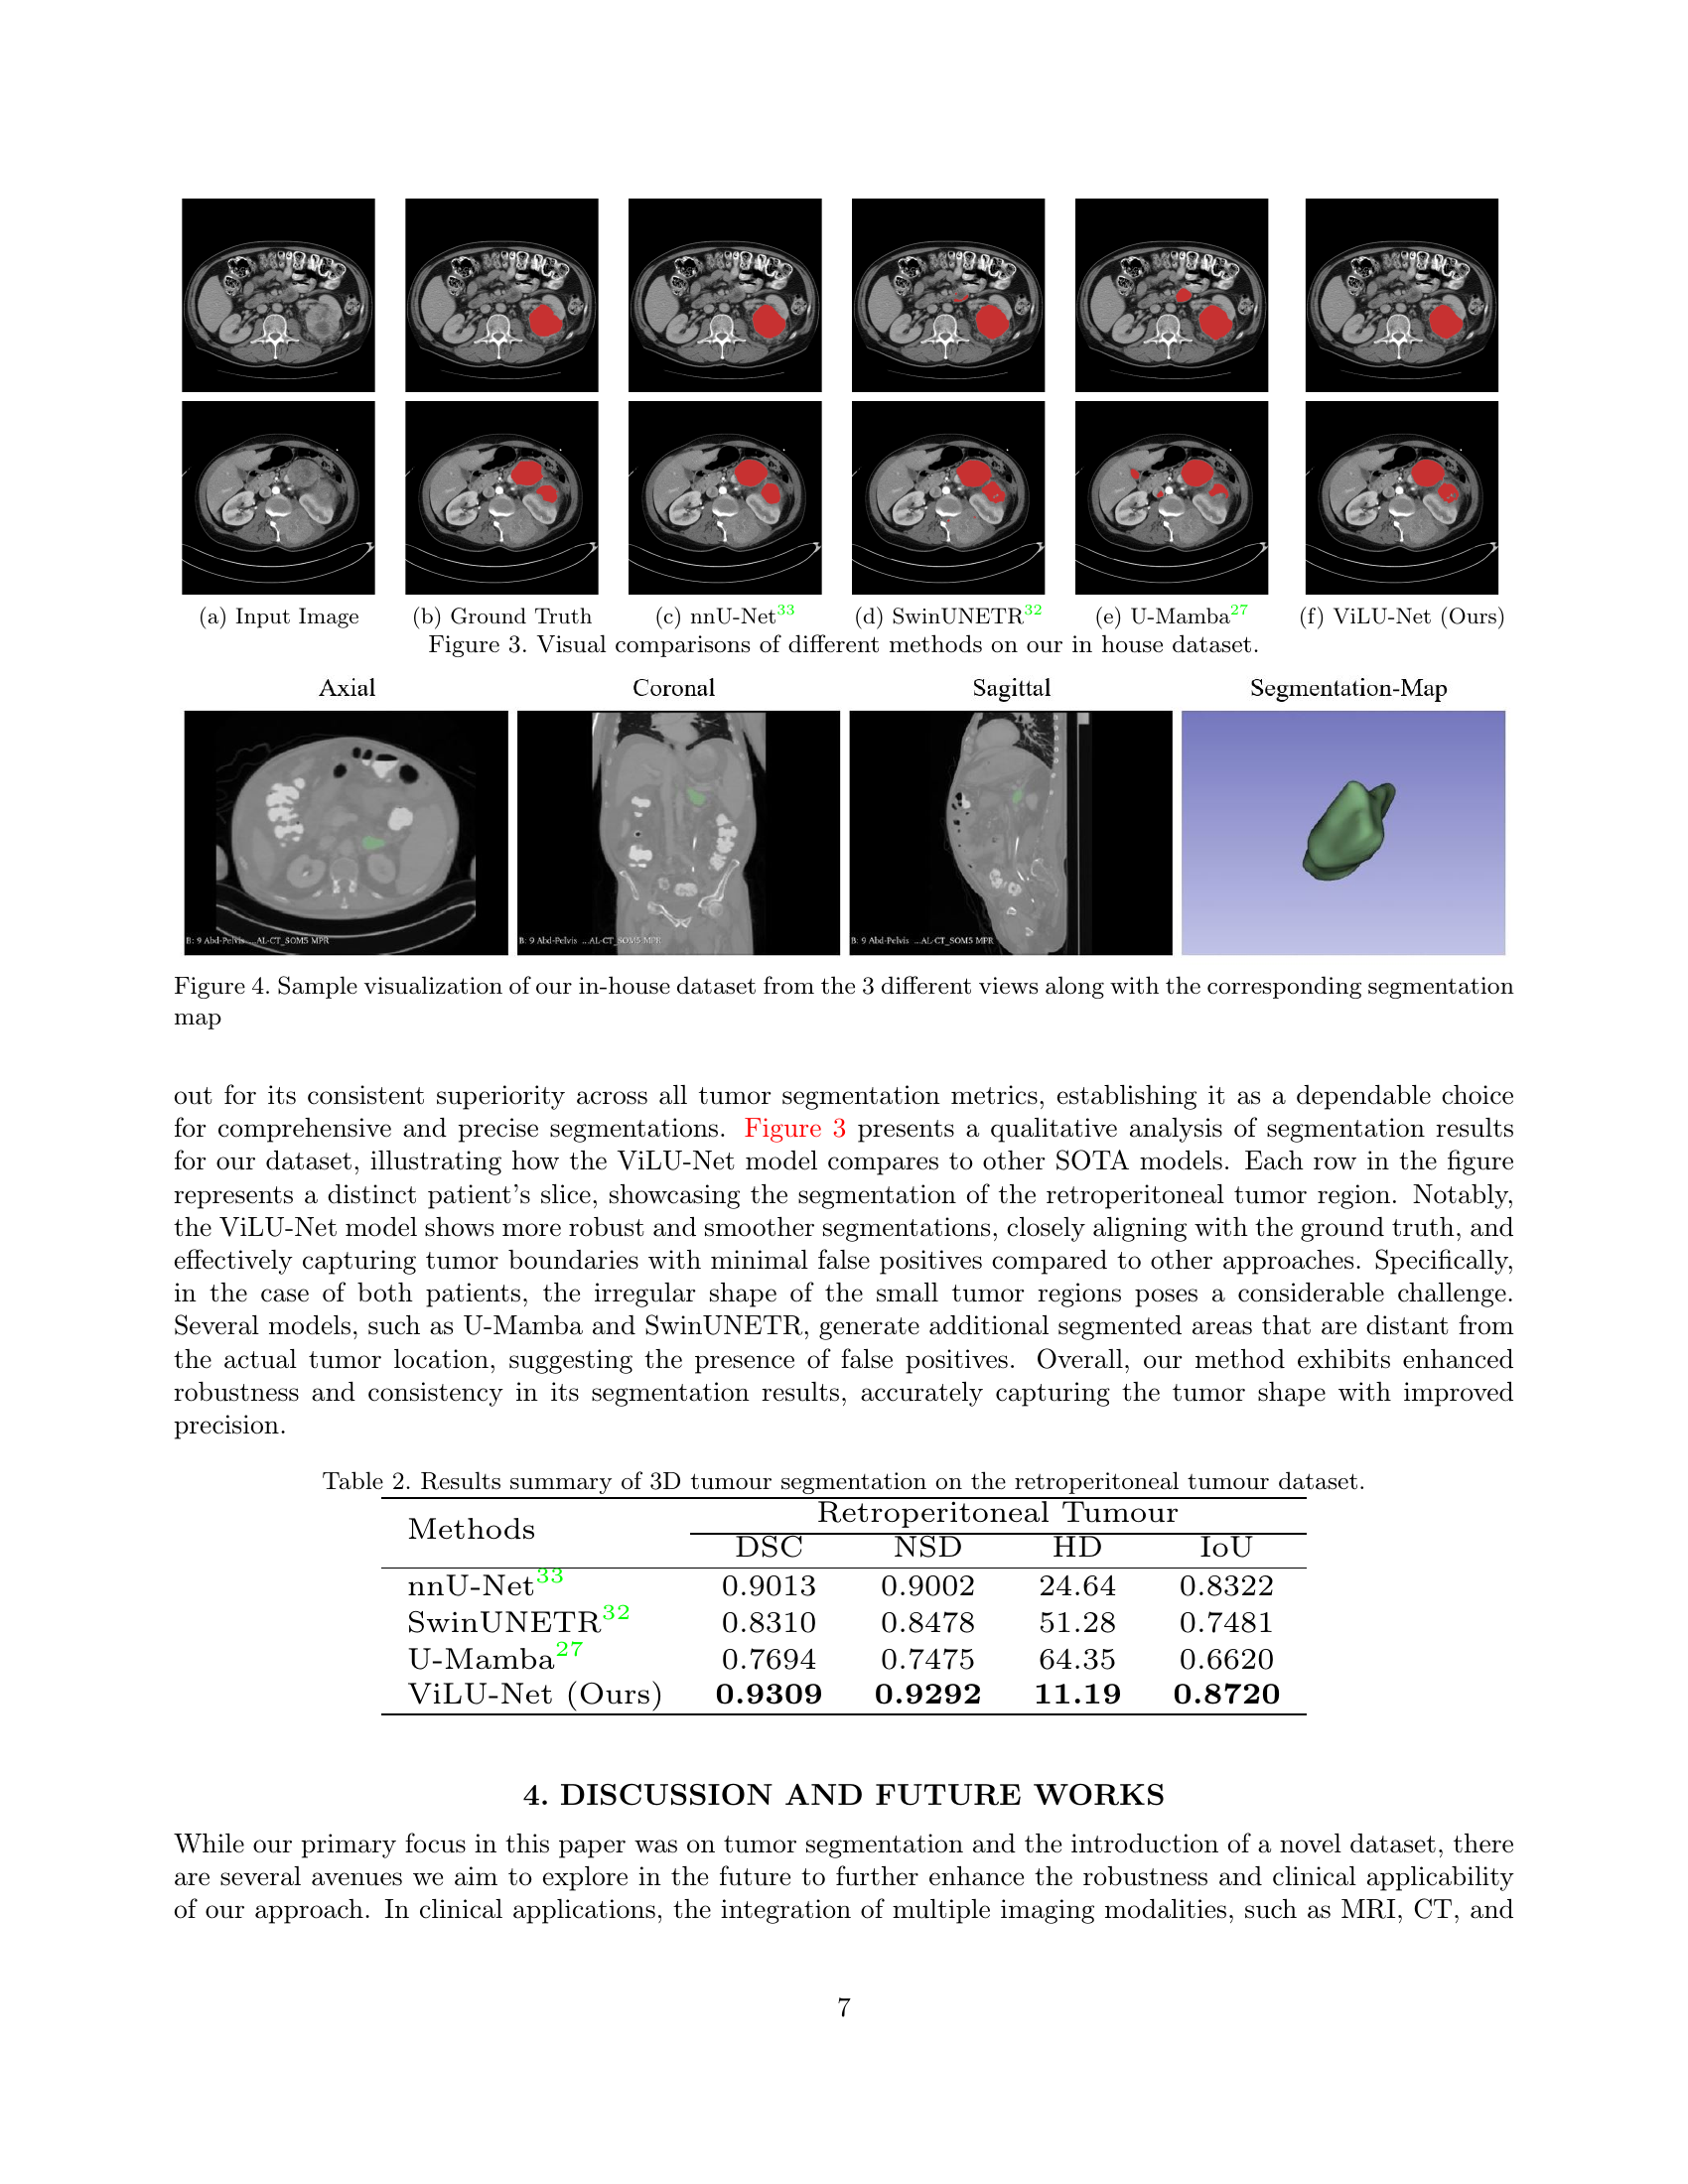 (a) Input Image (b) Ground Truth (c) nnU-Net33 (d) SwinUNETR32 (e) U-Mamba27 (f) ViLU-Net (Ours)
Figure 3. Visual comparisons of different methods on our in house dataset.
Axial Coronal Sagittal Segmentation-Map
B: 9 Abd-Pelvis ...AL-CT_SOM5 MPR B: 9 Abd-Pelvis ...AL-CT_SOM5 MPR B: 9 Abd-Pelvis ...AL-CT_SOM5 MPR
Figure 4. Sample visualization of our in-house dataset from the 3 different views along with the corresponding segmentation
map
out for its consistent superiority across all tumor segmentation metrics, establishing it as a dependable choice
for comprehensive and precise segmentations. Figure 3 presents a qualitative analysis of segmentation results
for our dataset, illustrating how the ViLU-Net model compares to other SOTA models. Each row in the figure
represents a distinct patient's slice, showcasing the segmentation of the retroperitoneal tumor region. Notably,
the ViLU-Net model shows more robust and smoother segmentations, closely aligning with the ground truth, and
effectively capturing tumor boundaries with minimal false positives compared to other approaches. Specifically,
in the case of both patients, the irregular shape of the small tumor regions poses a considerable challenge.
Several models, such as U-Mamba and SwinUNETR, generate additional segmented areas that are distant from
the actual tumor location, suggesting the presence of false positives. Overall, our method exhibits enhanced
robustness and consistency in its segmentation results, accurately capturing the tumor shape with improved
precision.
Table 2. Results summary of 3D tumour segmentation on the retroperitoneal tumour dataset.
Methods Retroperitoneal Tumour
DSC NSD HD IoU
nnU-Net33 0.9013 0.9002 24.64 0.8322
SwinUNETR32 0.8310 0.8478 51.28 0.7481
U-Mamba27 0.7694 0.7475 64.35 0.6620
ViLU-Net (Ours) 0.9309 0.9292 11.19 0.8720
4. DISCUSSION AND FUTURE WORKS
While our primary focus in this paper was on tumor segmentation and the introduction of a novel dataset, there
are several avenues we aim to explore in the future to further enhance the robustness and clinical applicability
of our approach. In clinical applications, the integration of multiple imaging modalities, such as MRI, CT, and
7